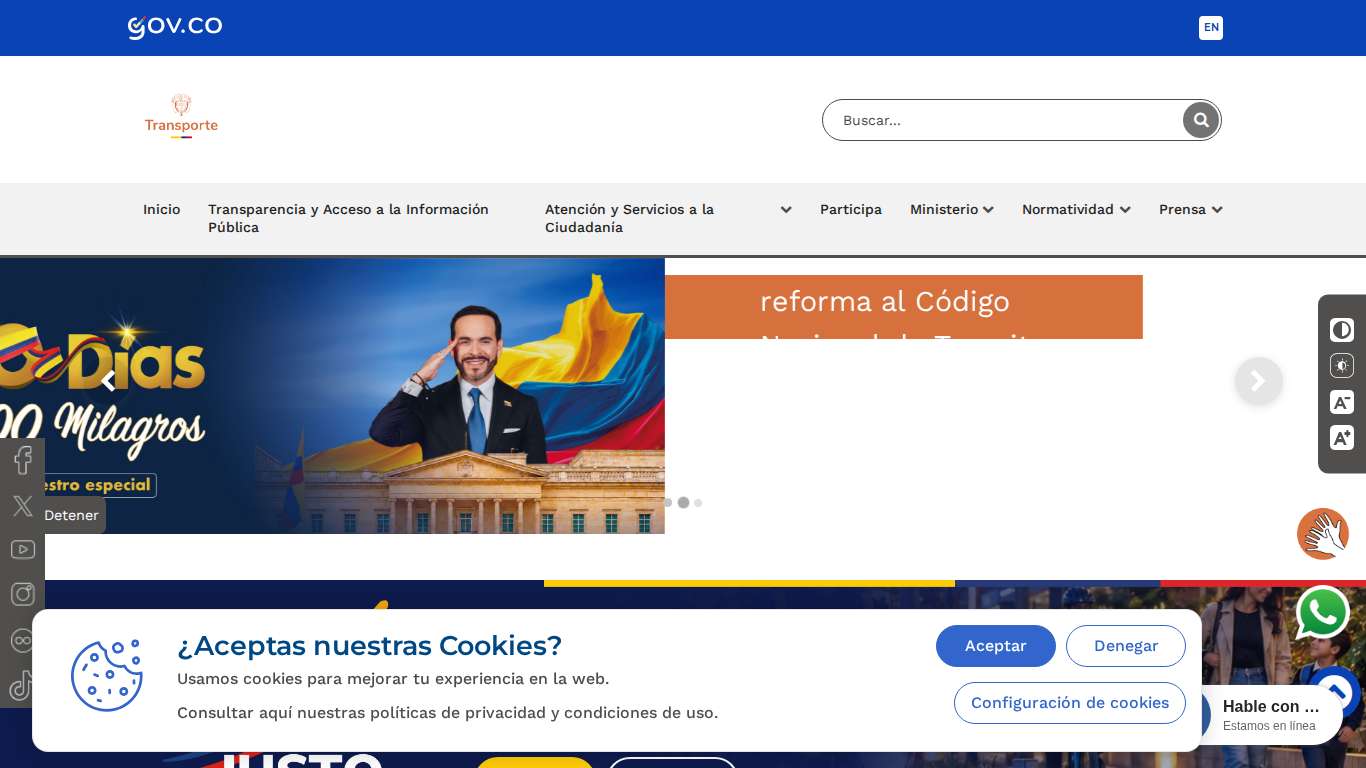 GOV.CO
EN
Transporte
Buscar...
Inicio
Transparencia y Acceso a la Información
Pública
Atención y Servicios a la
Ciudadanía
Participa
Ministerio
Normatividad
Prensa
Días
Milagros
especial
reforma al Código
Detener
A-
A+
¿Aceptas nuestras Cookies?
Usamos cookies para mejorar tu experiencia en la web.
Consultar aquí nuestras políticas de privacidad y condiciones de uso.
Aceptar
Denegar
Configuración de cookies
Hable con ...
Estamos en línea
JUSTO